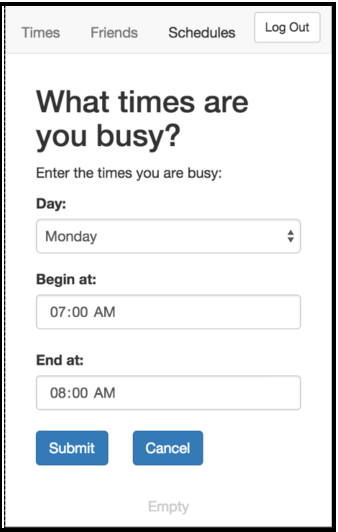 Times Friends Schedules Log Out
What times are
you busy?
Enter the times you are busy:
Day:
Monday
Begin at:
07:00 AM
End at:
08:00 AM
Submit Cancel
Empty